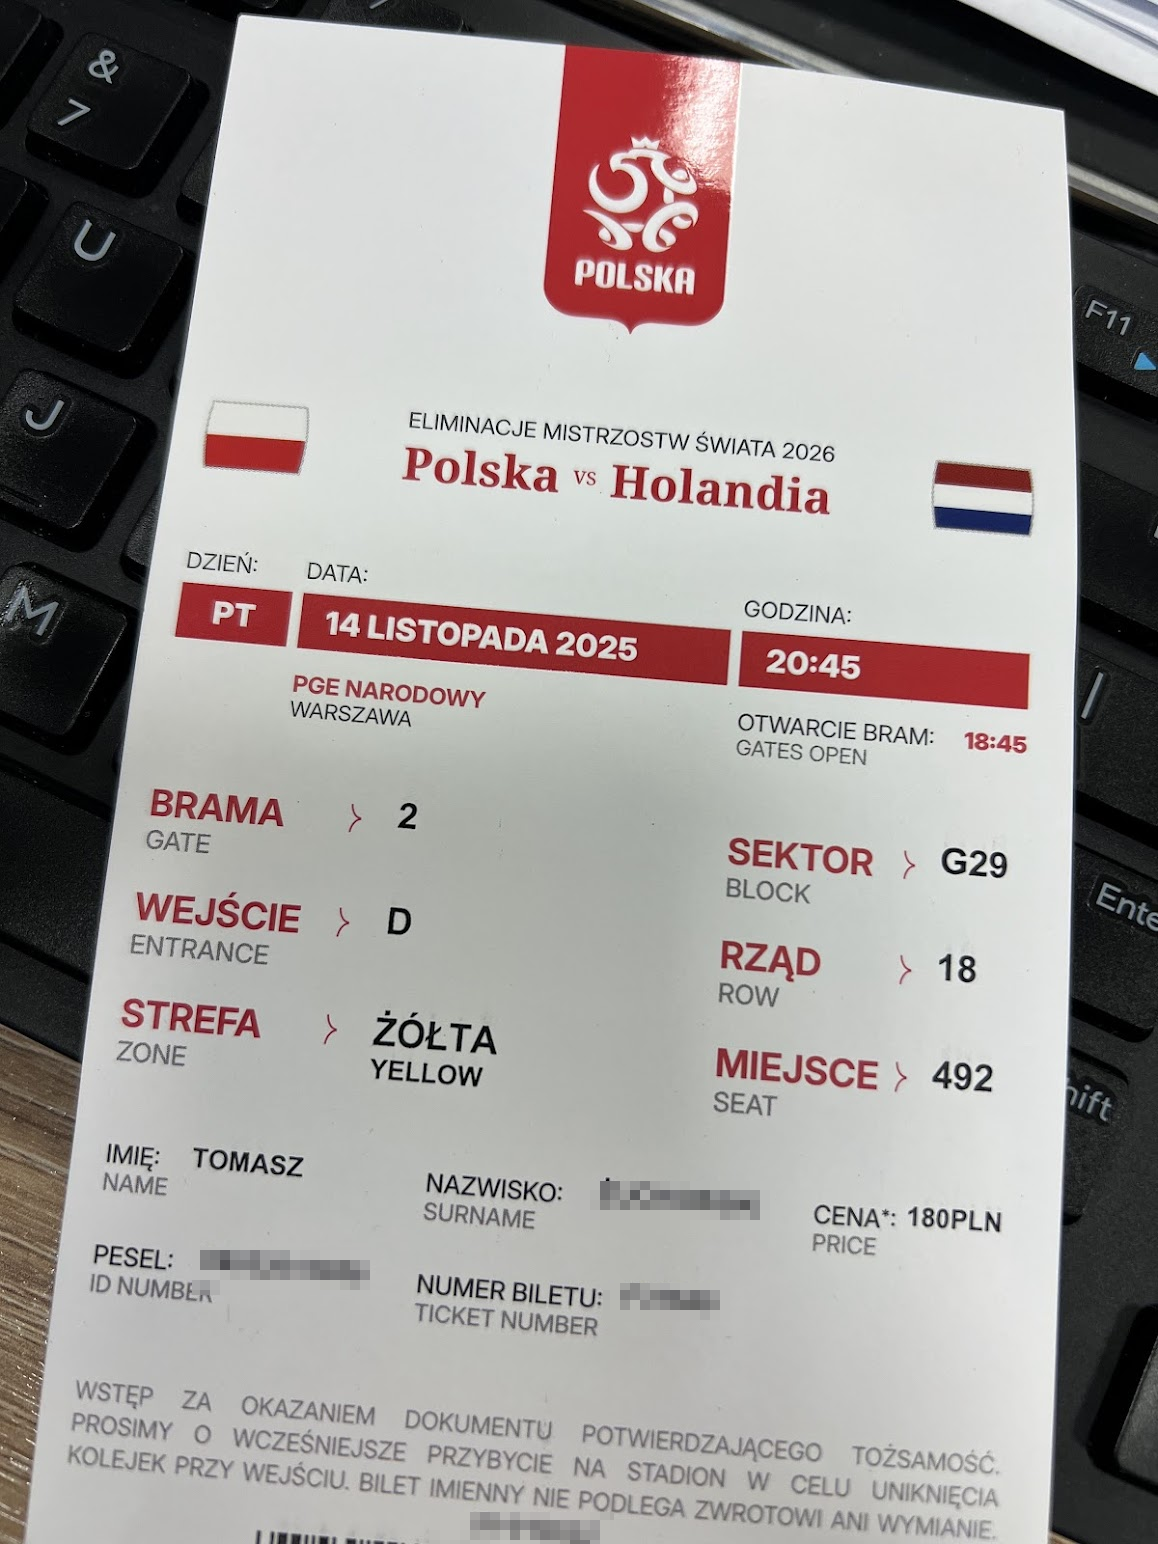 &
7
U
J
M
F11
Ente
hift
POLSKA
ELIMINACJE MISTRZOSTW ŚWIATA 2026
Polska vs Holandia
DZIEŃ: DATA: GODZINA:
PT 14 LISTOPADA 2025 20:45
PGE NARODOWY
WARSZAWA
OTWARCIE BRAM: 18:45
GATES OPEN
BRAMA > 2
GATE
SEKTOR > G29
BLOCK
WEJŚCIE > D
ENTRANCE
RZĄD > 18
ROW
STREFA > ŻÓŁTA
ZONE YELLOW
MIEJSCE > 492
SEAT
IMIĘ: TOMASZ
NAME
NAZWISKO:
SURNAME
CENA*: 180PLN
PRICE
PESEL:
ID NUMBER
NUMER BILETU:
TICKET NUMBER
WSTĘP ZA OKAZANIEM DOKUMENTU POTWIERDZAJĄCEGO TOŻSAMOŚĆ.
PROSIMY O WCZEŚNIEJSZE PRZYBYCIE NA STADION W CELU UNIKNIĘCIA
KOLEJEK PRZY WEJŚCIU. BILET IMIENNY NIE PODLEGA ZWROTOWI ANI WYMIANIE.